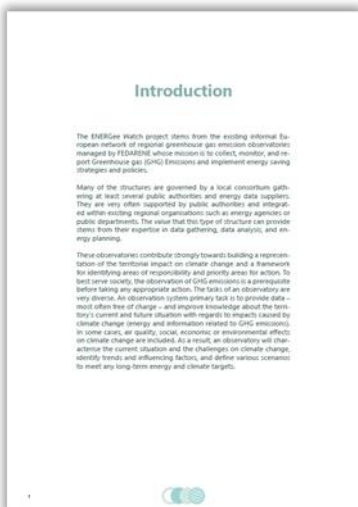 Introduction
The ENERGee Watch project stems from the existing informal Eu-
ropean network of regional greenhouse gas emission observatories
managed by FEDARENE whose mission is to collect, monitor, and re-
port Greenhouse gas (GHG) Emissions and implement energy saving
strategies and policies.
Many of the structures are governed by a local consortium gath-
ering at least several public authorities and energy data suppliers.
They are very often supported by public authorities and integrat-
ed within existing regional organisations such as energy agencies or
public departments. The value that this type of structure can provide
stems from their expertise in data gathering, data analysis, and en-
ergy planning.
These observatories contribute strongly towards building a represen-
tation of the territorial impact on climate change and a framework
for identifying areas of responsibility and priority areas for action. To
best serve society, the observation of GHG emissions is a prerequisite
before taking any appropriate action. The tasks of an observatory are
very diverse. An observation system primary task is to provide data –
most often free of charge – and improve knowledge about the terri-
tory's current and future situation with regards to impacts caused by
climate change (energy and information related to GHG emissions).
In some cases, air quality, social, economic or environmental effects
on climate change are included. As a result, an observatory will char-
acterise the current situation and the challenges on climate change,
identify trends and influencing factors, and define various scenarios
to meet any long-term energy and climate targets.